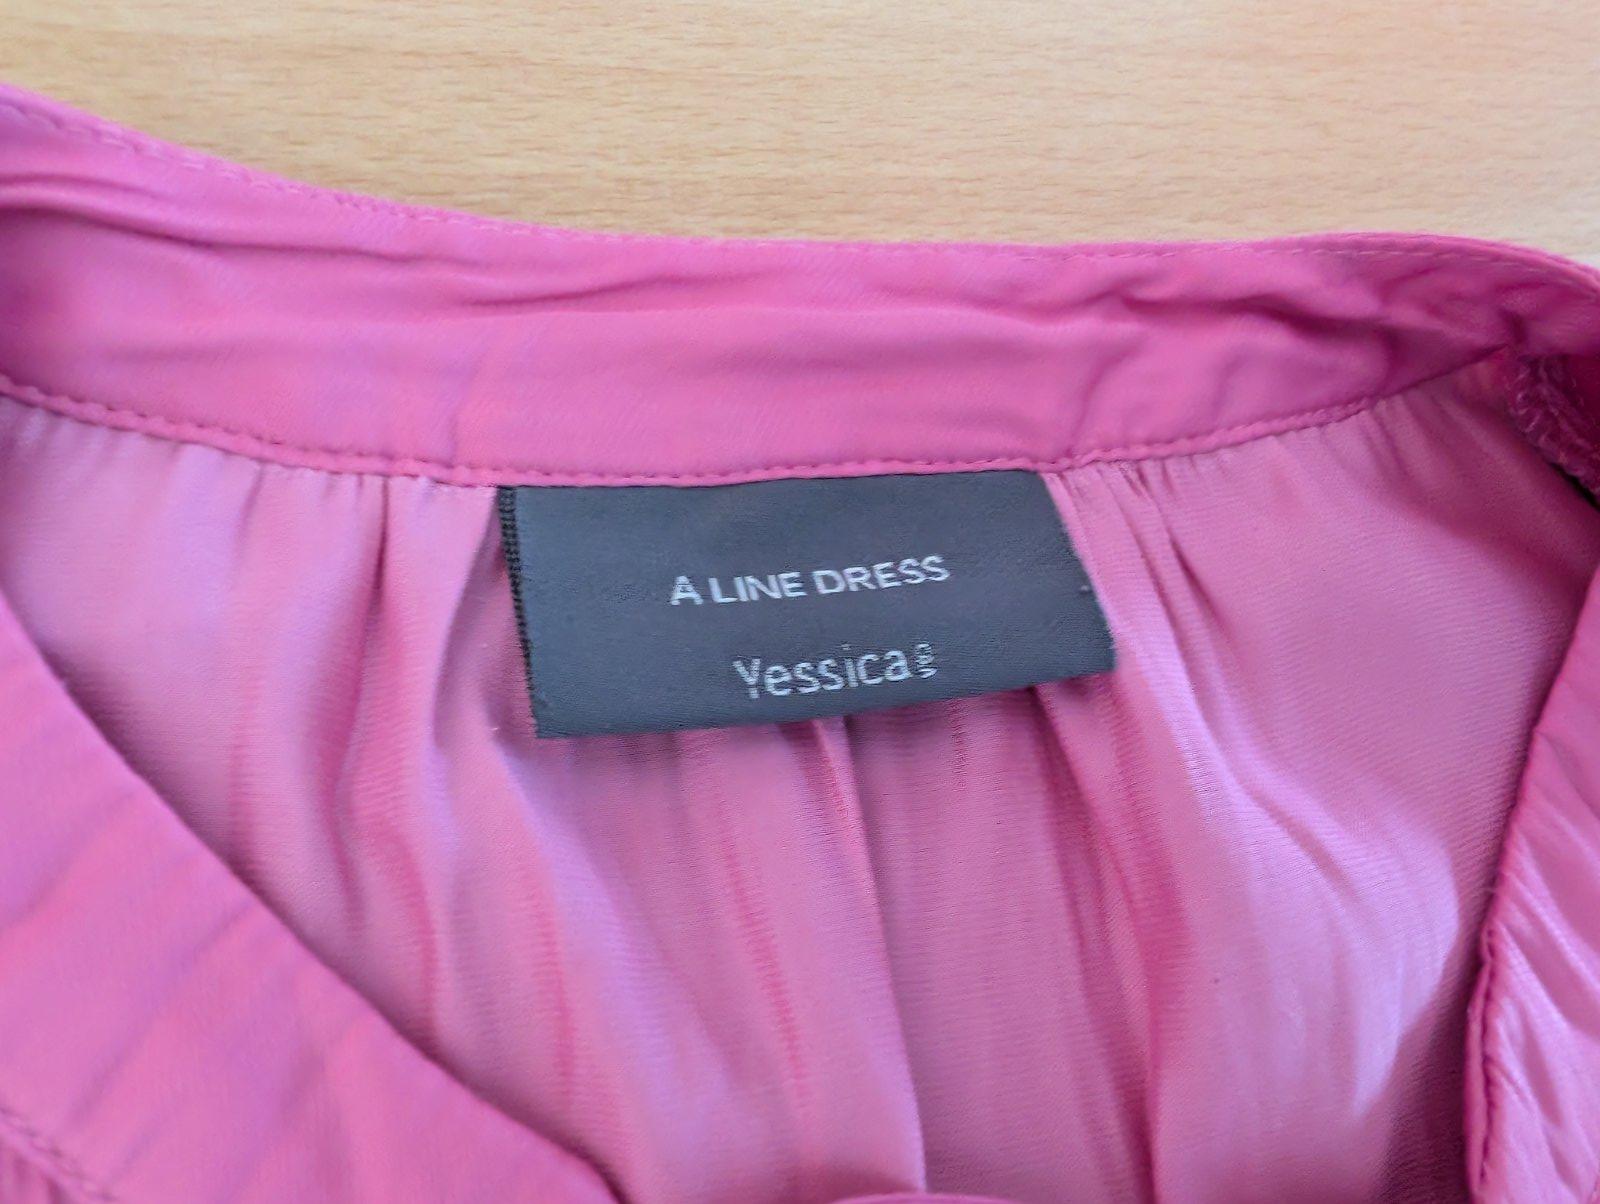 A LINE DRESS
Yessica